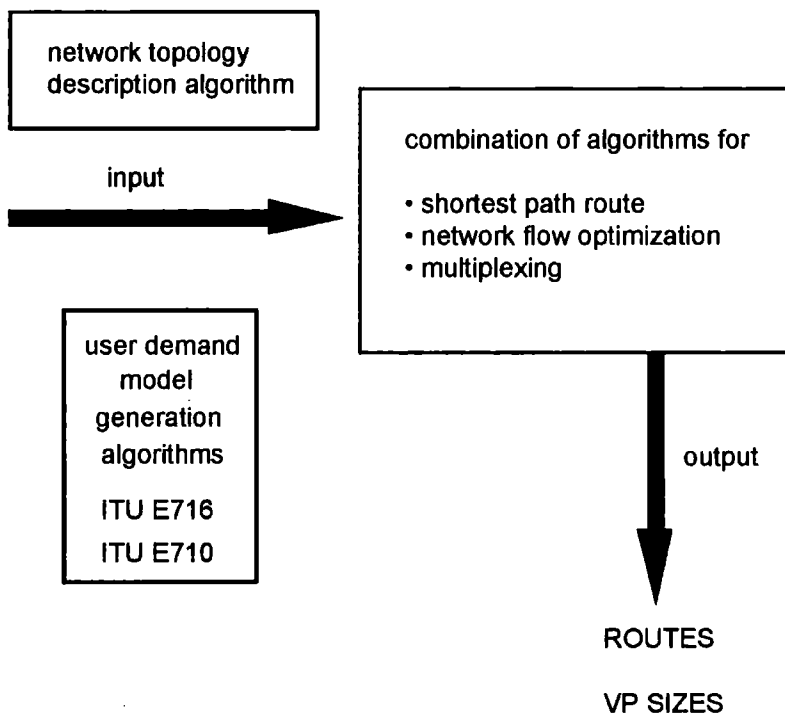 network topology
description algorithm
input
combination of algorithms for
• shortest path route
• network flow optimization
• multiplexing
user demand
model
generation
algorithms
ITU E716
ITU E710
output
ROUTES
VP SIZES